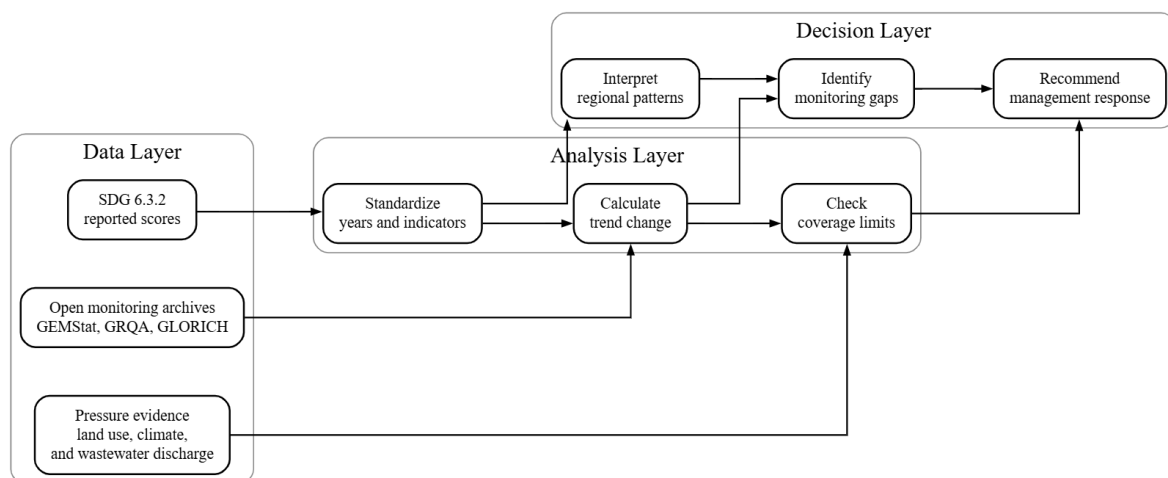 Decision Layer
Interpret
regional patterns
Identify
monitoring gaps
Recommend
management response
Data Layer
SDG 6.3.2
reported scores
Open monitoring archives
GEMStat, GRQA, GLORICH
Pressure evidence
land use, climate,
and wastewater discharge
Analysis Layer
Standardize
years and indicators
Calculate
trend change
Check
coverage limits